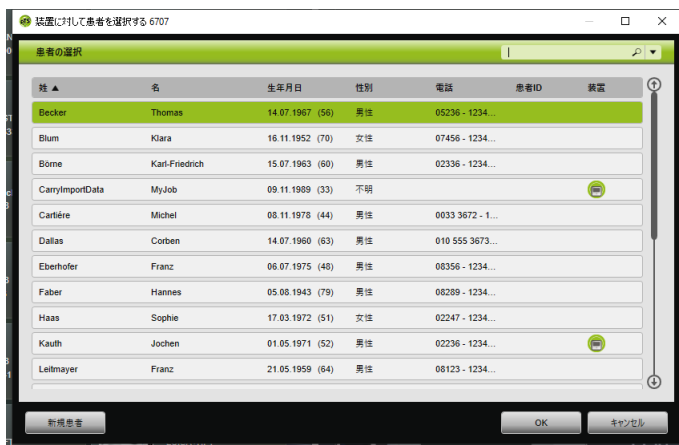 装置に対して患者を選択する 6707
患者の選択
姓 ▲ 名 生年月日 性別 電話 患者ID 装置
Becker Thomas 14.07.1967 (56) 男性 05236 - 1234...
Blum Klara 16.11.1952 (70) 女性 07456 - 1234...
Börne Karl-Friedrich 15.07.1963 (60) 男性 02336 - 1234...
CarryImportData MyJob 09.11.1989 (33) 不明
Cartiére Michel 08.11.1978 (44) 男性 0033 3672 - 1...
Dallas Corben 14.07.1960 (63) 男性 010 555 3673...
Eberhofer Franz 06.07.1975 (48) 男性 08356 - 1234...
Faber Hannes 05.08.1943 (79) 男性 08289 - 1234...
Haas Sophie 17.03.1972 (51) 女性 02247 - 1234...
Kauth Jochen 01.05.1971 (52) 男性 02236 - 1234...
Leitmayer Franz 21.05.1959 (64) 男性 08123 - 1234...
新規患者 OK キャンセル